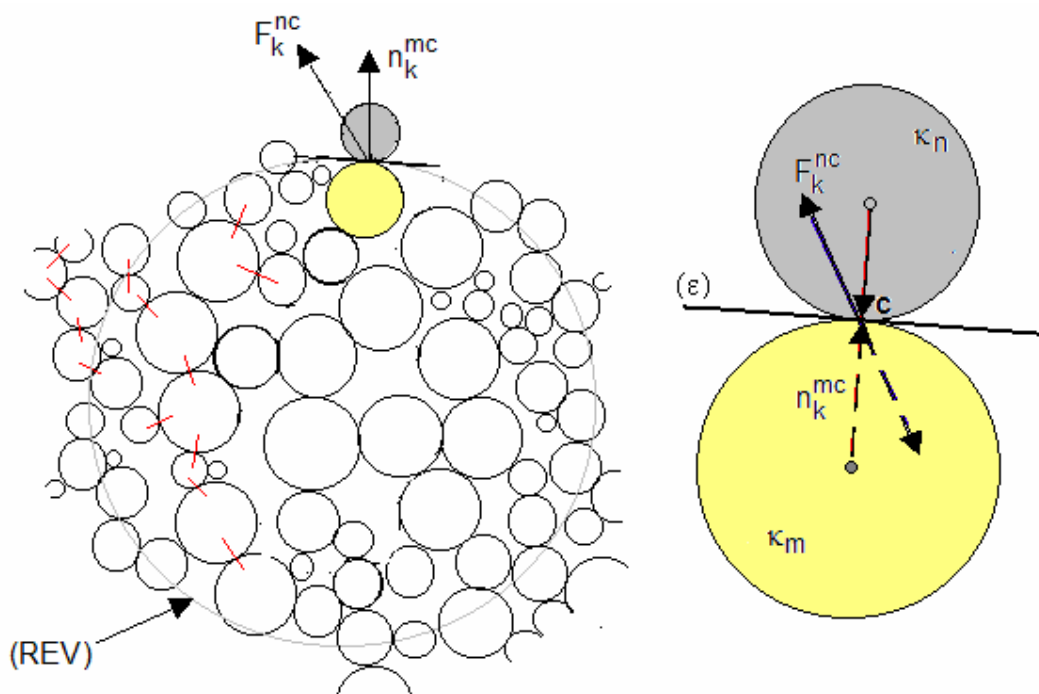 F_k^nc
n_k^mc
(REV)
κ_n
F_k^nc
(ε)
c
n_k^mc
κ_m